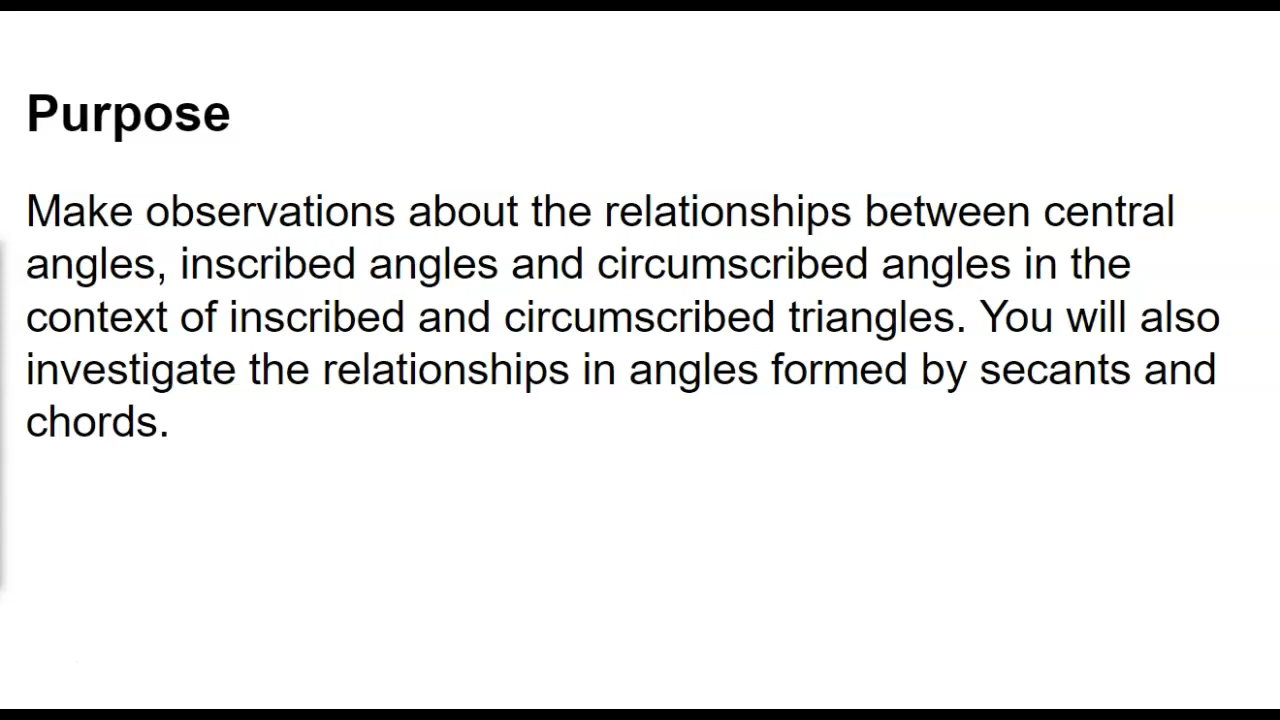 Purpose
Make observations about the relationships between central
angles, inscribed angles and circumscribed angles in the
context of inscribed and circumscribed triangles. You will also
investigate the relationships in angles formed by secants and
chords.